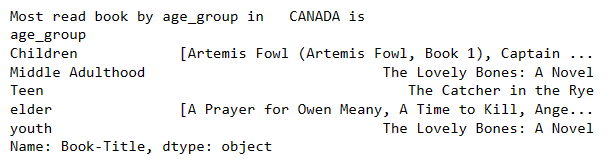 Most read book by age_group in   CANADA is
age_group
Children            [Artemis Fowl (Artemis Fowl, Book 1), Captain ...
Middle Adulthood                              The Lovely Bones: A Novel
Teen                                             The Catcher in the Rye
elder               [A Prayer for Owen Meany, A Time to Kill, Ange...
youth                                         The Lovely Bones: A Novel
Name: Book-Title, dtype: object